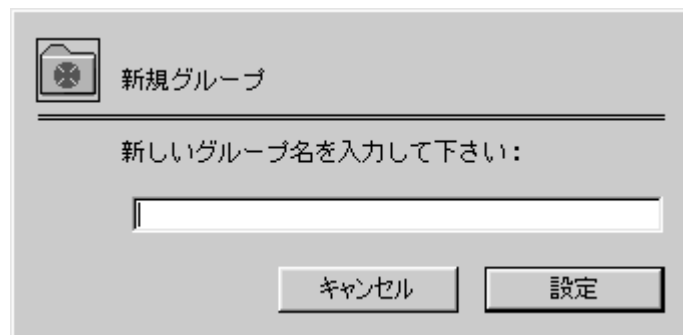 新規グループ
新しいグループ名を入力して下さい：
キャンセル
設定